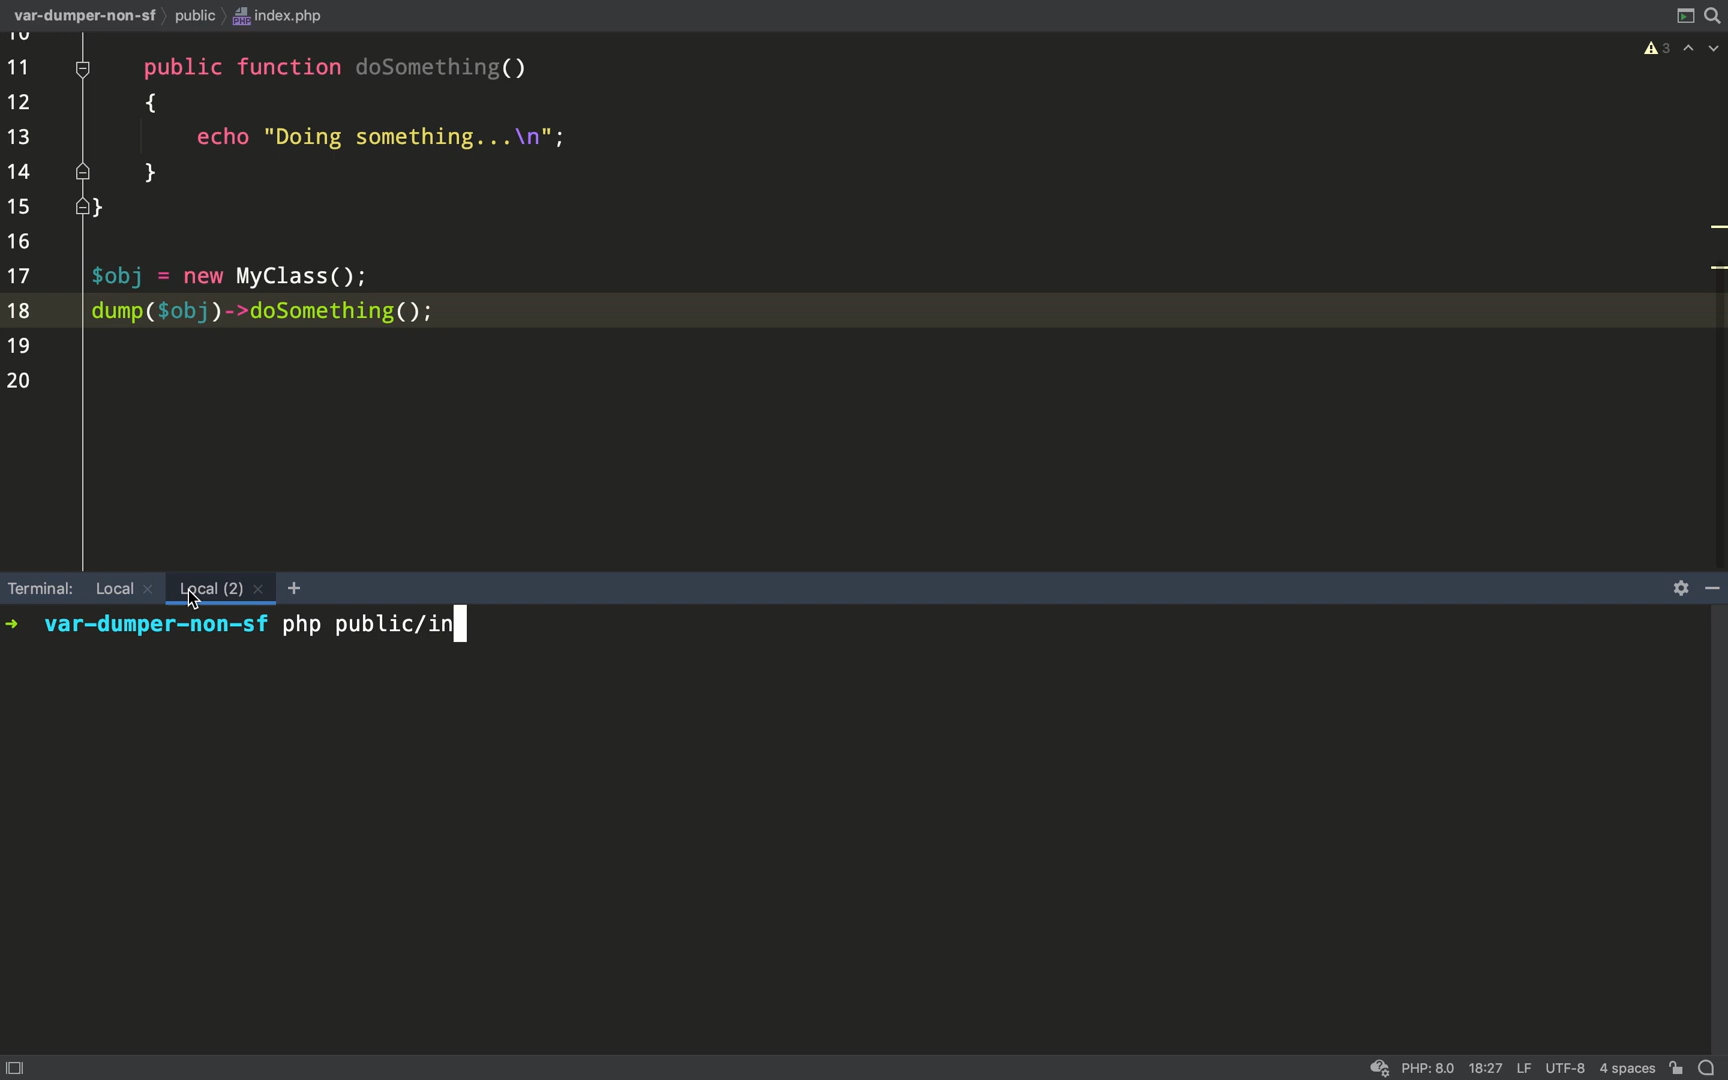 var-dumper-non-sf 〉 public 〉 index.php
3
10
11 public function doSomething()
12 {
13 echo "Doing something...\n";
14 }
15 }
16
17 $obj = new MyClass();
18 dump($obj)->doSomething();
19
20
Terminal: Local × Local (2) × +
→ var-dumper-non-sf php public/in
PHP: 8.0 18:27 LF UTF-8 4 spaces